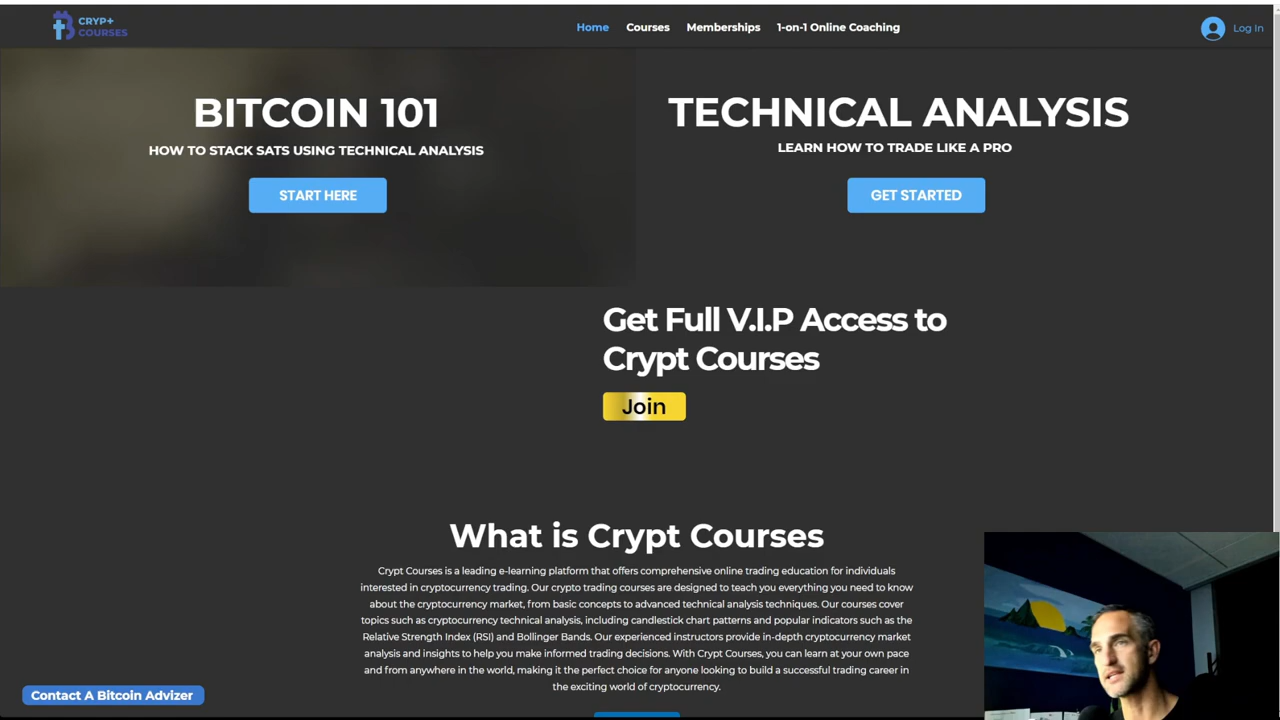 CRYP+
COURSES
Home
Courses
Memberships
1-on-1 Online Coaching
Log In
BITCOIN 101
HOW TO STACK SATS USING TECHNICAL ANALYSIS
START HERE
TECHNICAL ANALYSIS
LEARN HOW TO TRADE LIKE A PRO
GET STARTED
Get Full V.I.P Access to
Crypt Courses
Join
What is Crypt Courses
Crypt Courses is a leading e-learning platform that offers comprehensive online trading education for individuals
interested in cryptocurrency trading. Our crypto trading courses are designed to teach you everything you need to know
about the cryptocurrency market, from basic concepts to advanced technical analysis techniques. Our courses cover
topics such as cryptocurrency technical analysis, including candlestick chart patterns and popular indicators such as the
Relative Strength Index (RSI) and Bollinger Bands. Our experienced instructors provide in-depth cryptocurrency market
analysis and insights to help you make informed trading decisions. With Crypt Courses, you can learn at your own pace
and from anywhere in the world, making it the perfect choice for anyone looking to build a successful trading career in
the exciting world of cryptocurrency.
Contact A Bitcoin Advizer